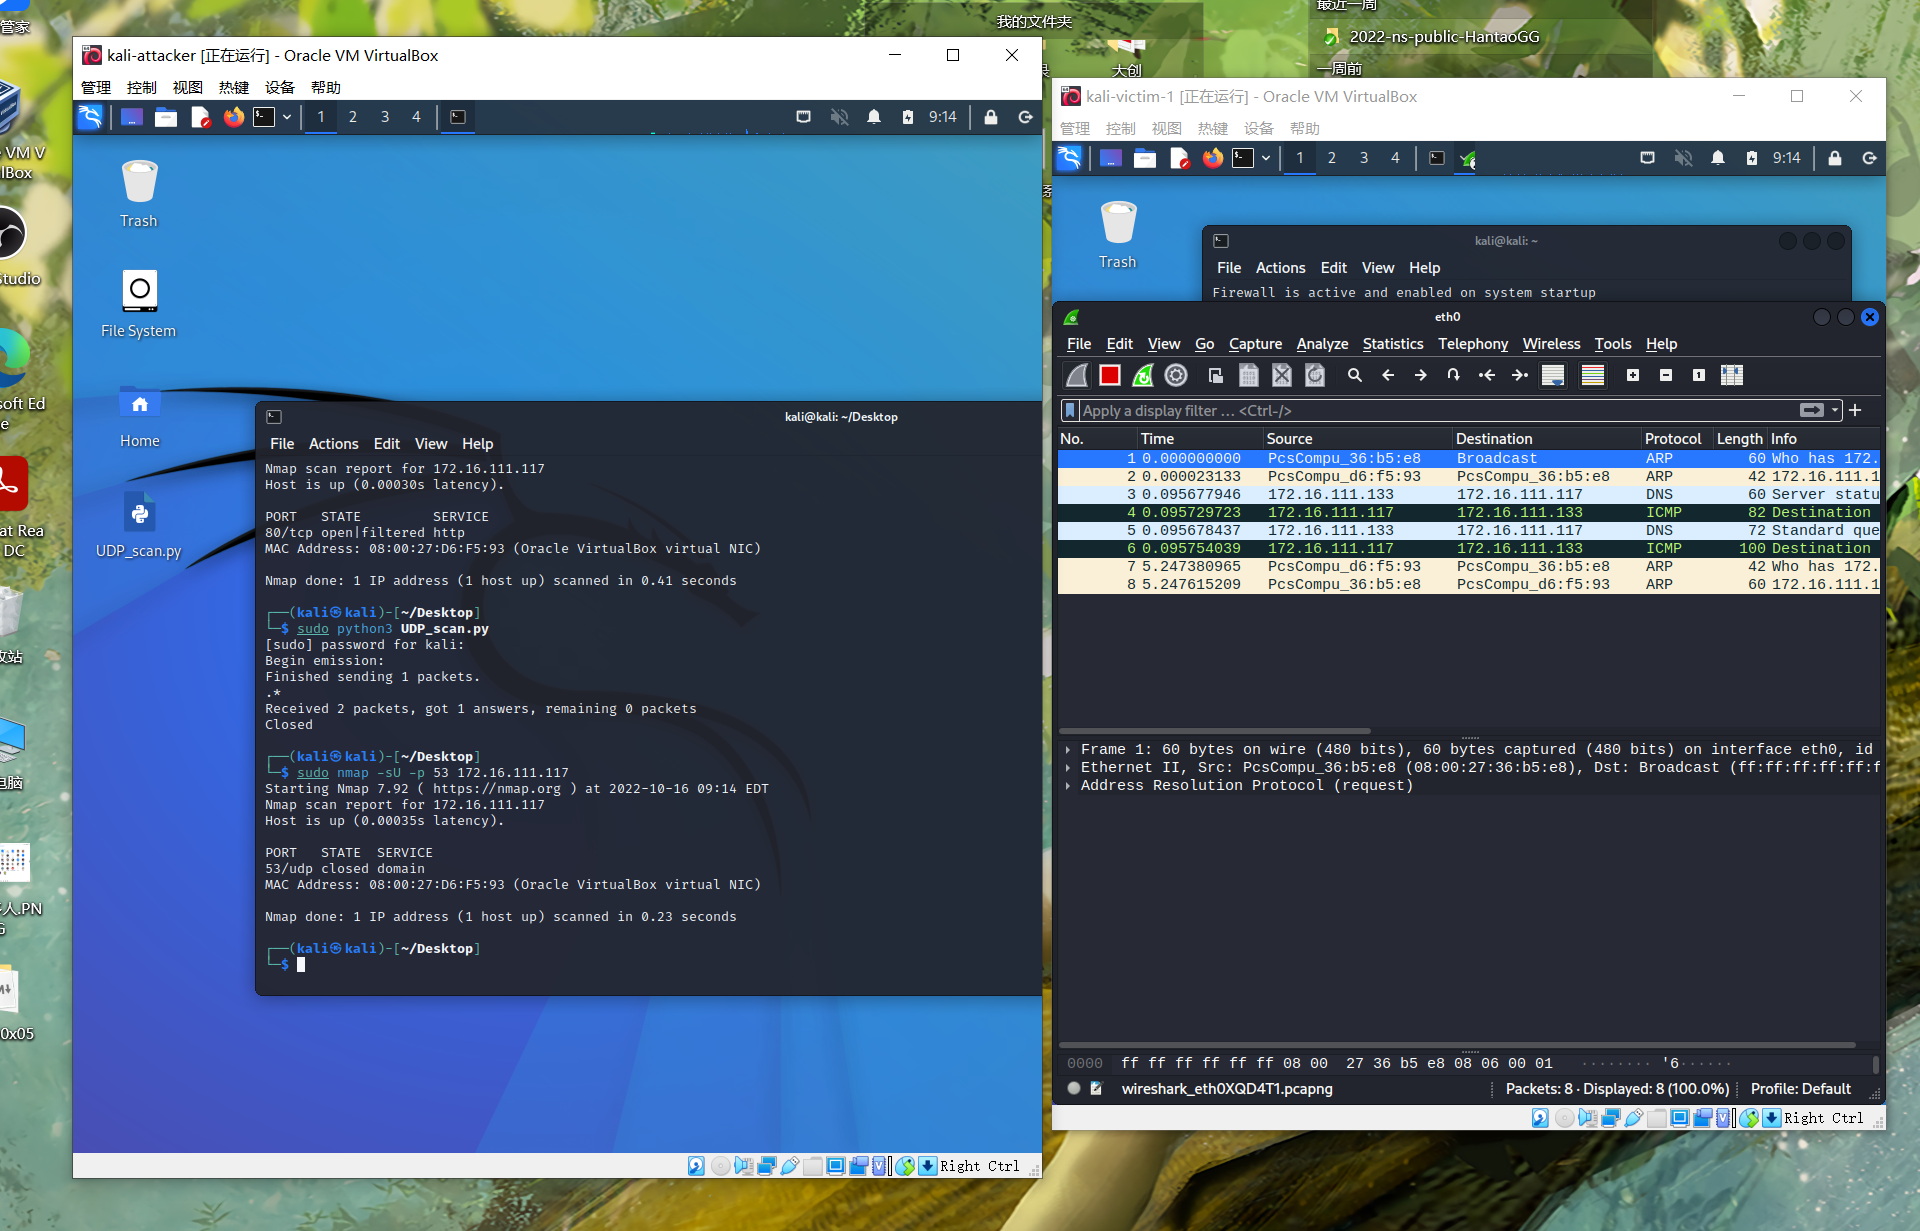 管家
我的文件夹
最近一周
2022-ns-public-HantaoGG
一周前
大创
VM V
lBox
tudio
soft Ed
e
at Rea
DC
收站
电脑
人.PN
G
0x05
kali-attacker [正在运行] - Oracle VM VirtualBox
管理 控制 视图 热键 设备 帮助
1 2 3 4 9:14
Trash
File System
Home
UDP_scan.py
kali@kali: ~/Desktop
File Actions Edit View Help
Nmap scan report for 172.16.111.117
Host is up (0.00030s latency).
PORT STATE SERVICE
80/tcp open|filtered http
MAC Address: 08:00:27:D6:F5:93 (Oracle VirtualBox virtual NIC)
Nmap done: 1 IP address (1 host up) scanned in 0.41 seconds
┌──(kali㉿kali)-[~/Desktop]
└─$ sudo python3 UDP_scan.py
[sudo] password for kali:
Begin emission:
Finished sending 1 packets.
.*
Received 2 packets, got 1 answers, remaining 0 packets
Closed
┌──(kali㉿kali)-[~/Desktop]
└─$ sudo nmap -sU -p 53 172.16.111.117
Starting Nmap 7.92 ( https://nmap.org ) at 2022-10-16 09:14 EDT
Nmap scan report for 172.16.111.117
Host is up (0.00035s latency).
PORT STATE SERVICE
53/udp closed domain
MAC Address: 08:00:27:D6:F5:93 (Oracle VirtualBox virtual NIC)
Nmap done: 1 IP address (1 host up) scanned in 0.23 seconds
┌──(kali㉿kali)-[~/Desktop]
└─$
Right Ctrl
kali-victim-1 [正在运行] - Oracle VM VirtualBox
管理 控制 视图 热键 设备 帮助
1 2 3 4 9:14
Trash
kali@kali: ~
File Actions Edit View Help
Firewall is active and enabled on system startup
eth0
File Edit View Go Capture Analyze Statistics Telephony Wireless Tools Help
Apply a display filter … <Ctrl-/>
No. Time Source Destination Protocol Length Info
1 0.000000000 PcsCompu_36:b5:e8 Broadcast ARP 60 Who has 172.
2 0.000023133 PcsCompu_d6:f5:93 PcsCompu_36:b5:e8 ARP 42 172.16.111.1
3 0.095677946 172.16.111.133 172.16.111.117 DNS 60 Server statu
4 0.095729723 172.16.111.117 172.16.111.133 ICMP 82 Destination
5 0.095678437 172.16.111.133 172.16.111.117 DNS 72 Standard que
6 0.095754039 172.16.111.117 172.16.111.133 ICMP 100 Destination
7 5.247380965 PcsCompu_d6:f5:93 PcsCompu_36:b5:e8 ARP 42 Who has 172.
8 5.247615209 PcsCompu_36:b5:e8 PcsCompu_d6:f5:93 ARP 60 172.16.111.1
Frame 1: 60 bytes on wire (480 bits), 60 bytes captured (480 bits) on interface eth0, id
Ethernet II, Src: PcsCompu_36:b5:e8 (08:00:27:36:b5:e8), Dst: Broadcast (ff:ff:ff:ff:ff:f
Address Resolution Protocol (request)
0000 ff ff ff ff ff ff 08 00 27 36 b5 e8 08 06 00 01 ········ '6······
wireshark_eth0XQD4T1.pcapng Packets: 8 · Displayed: 8 (100.0%) Profile: Default
Right Ctrl